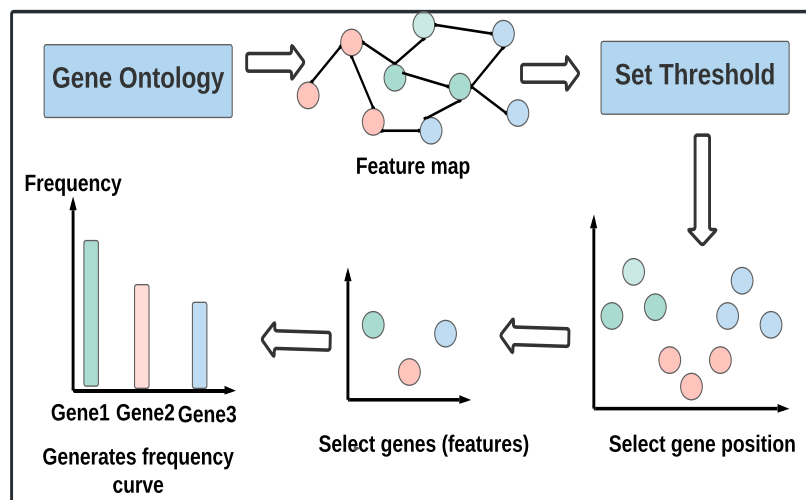 Gene Ontology
Set Threshold
Feature map
Frequency
Gene1 Gene2 Gene3
Select genes (features)
Select gene position
Generates frequency
curve